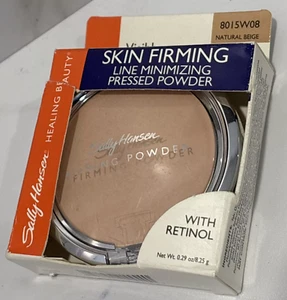 8015W08
NATURAL BEIGE
SKIN FIRMING
LINE MINIMIZING
PRESSED POWDER
Sally Hansen HEALING BEAUTY
Sally Hansen
POWDE
FIRMING POWDER
WITH
RETINOL
Net Wt. 0.29 oz/8.25 g